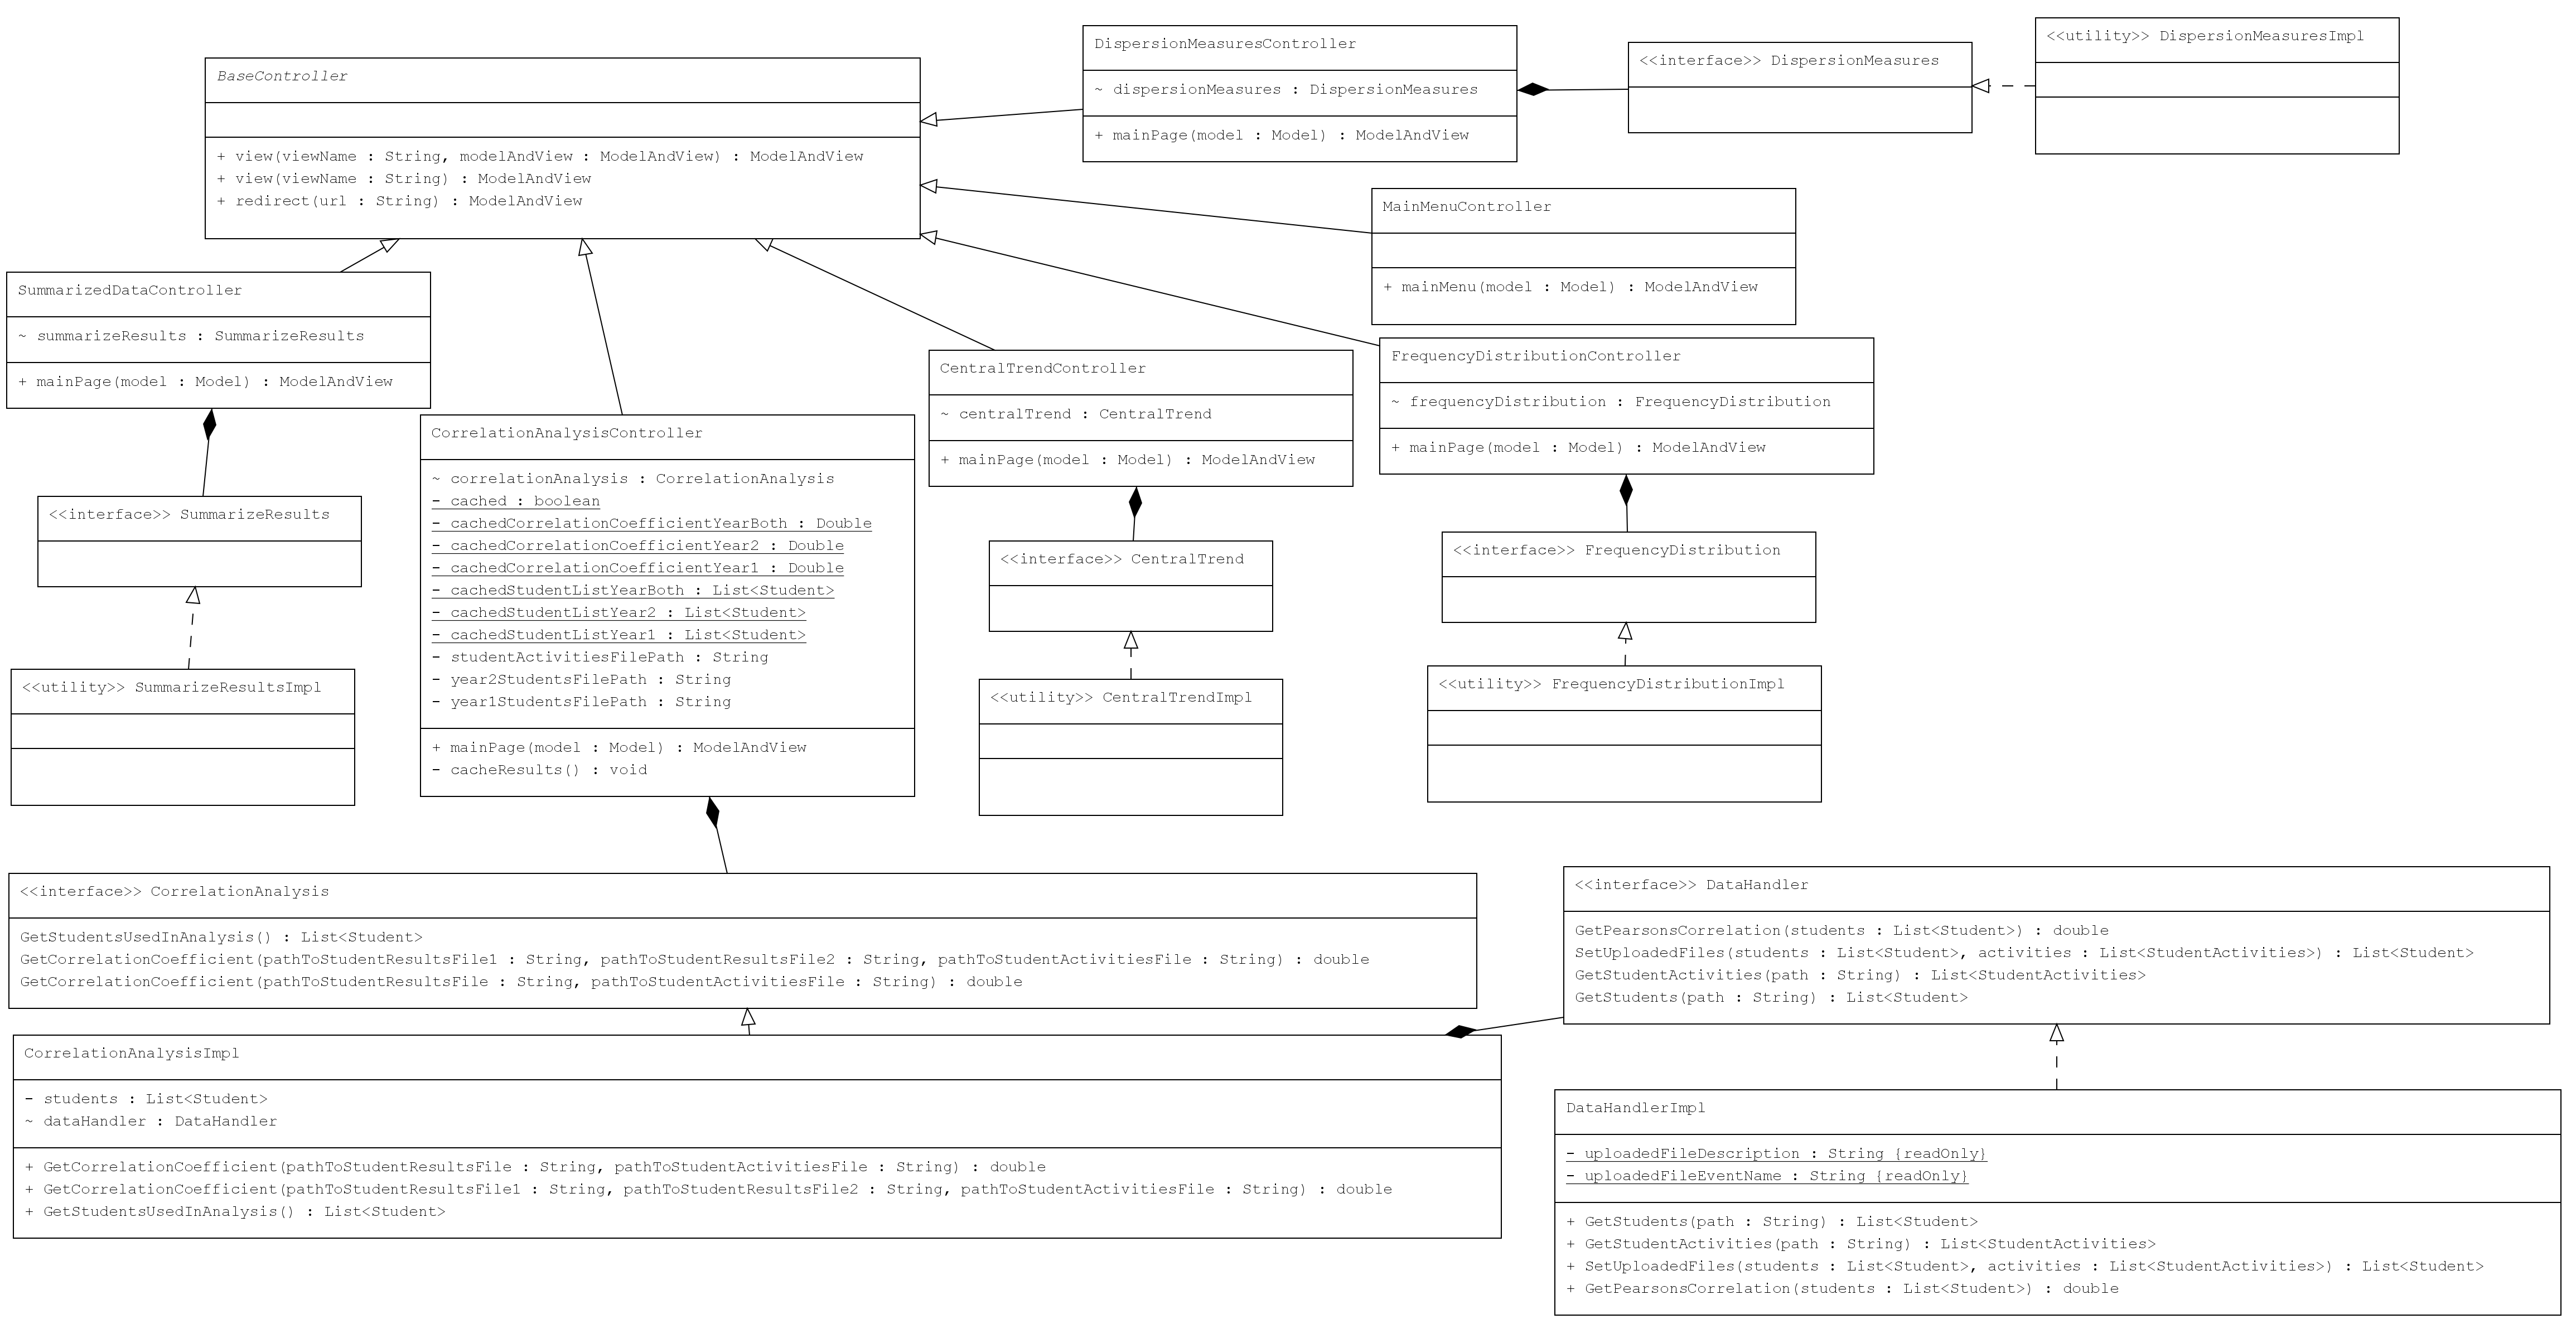 BaseController
+ view(viewName : String, modelAndView : ModelAndView) : ModelAndView
+ view(viewName : String) : ModelAndView
+ redirect(url : String) : ModelAndView
DispersionMeasuresController
~ dispersionMeasures : DispersionMeasures
+ mainPage(model : Model) : ModelAndView
<<interface>> DispersionMeasures
<<utility>> DispersionMeasuresImpl
MainMenuController
+ mainMenu(model : Model) : ModelAndView
SummarizedDataController
~ summarizeResults : SummarizeResults
+ mainPage(model : Model) : ModelAndView
<<interface>> SummarizeResults
<<utility>> SummarizeResultsImpl
CorrelationAnalysisController
~ correlationAnalysis : CorrelationAnalysis
- cached : boolean
- cachedCorrelationCoefficientYearBoth : Double
- cachedCorrelationCoefficientYear2 : Double
- cachedCorrelationCoefficientYear1 : Double
- cachedStudentListYearBoth : List<Student>
- cachedStudentListYear2 : List<Student>
- cachedStudentListYear1 : List<Student>
- studentActivitiesFilePath : String
- year2StudentsFilePath : String
- year1StudentsFilePath : String
+ mainPage(model : Model) : ModelAndView
- cacheResults() : void
CentralTrendController
~ centralTrend : CentralTrend
+ mainPage(model : Model) : ModelAndView
<<interface>> CentralTrend
<<utility>> CentralTrendImpl
FrequencyDistributionController
~ frequencyDistribution : FrequencyDistribution
+ mainPage(model : Model) : ModelAndView
<<interface>> FrequencyDistribution
<<utility>> FrequencyDistributionImpl
<<interface>> CorrelationAnalysis
GetStudentsUsedInAnalysis() : List<Student>
GetCorrelationCoefficient(pathToStudentResultsFile1 : String, pathToStudentResultsFile2 : String, pathToStudentActivitiesFile : String) : double
GetCorrelationCoefficient(pathToStudentResultsFile : String, pathToStudentActivitiesFile : String) : double
<<interface>> DataHandler
GetPearsonsCorrelation(students : List<Student>) : double
SetUploadedFiles(students : List<Student>, activities : List<StudentActivities>) : List<Student>
GetStudentActivities(path : String) : List<StudentActivities>
GetStudents(path : String) : List<Student>
CorrelationAnalysisImpl
- students : List<Student>
~ dataHandler : DataHandler
+ GetCorrelationCoefficient(pathToStudentResultsFile : String, pathToStudentActivitiesFile : String) : double
+ GetCorrelationCoefficient(pathToStudentResultsFile1 : String, pathToStudentResultsFile2 : String, pathToStudentActivitiesFile : String) : double
+ GetStudentsUsedInAnalysis() : List<Student>
DataHandlerImpl
- uploadedFileDescription : String {readOnly}
- uploadedFileEventName : String {readOnly}
+ GetStudents(path : String) : List<Student>
+ GetStudentActivities(path : String) : List<StudentActivities>
+ SetUploadedFiles(students : List<Student>, activities : List<StudentActivities>) : List<Student>
+ GetPearsonsCorrelation(students : List<Student>) : double